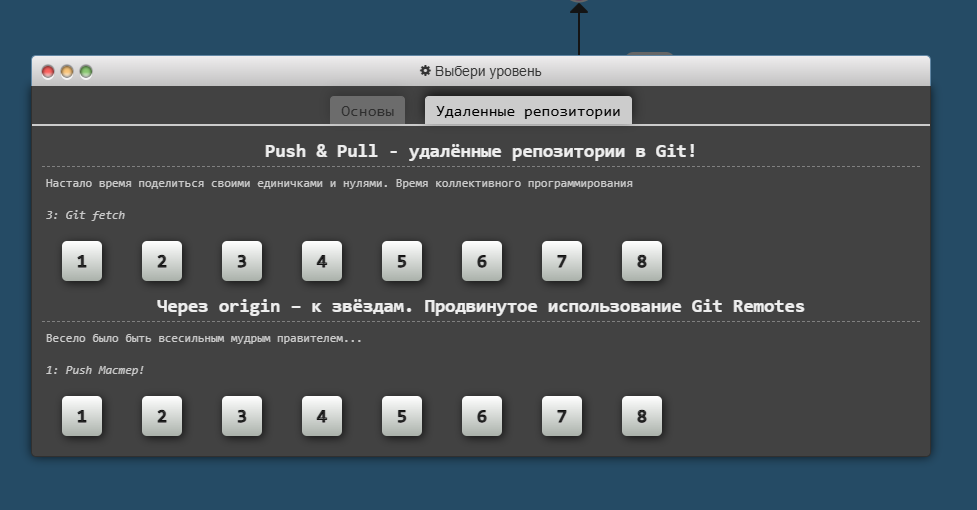 Выбери уровень
Основы Удаленные репозитории
Push & Pull - удалённые репозитории в Git!
Настало время поделиться своими единичками и нулями. Время коллективного программирования
3: Git fetch
1 2 3 4 5 6 7 8
Через origin – к звёздам. Продвинутое использование Git Remotes
Весело было быть всесильным мудрым правителем...
1: Push Мастер!
1 2 3 4 5 6 7 8